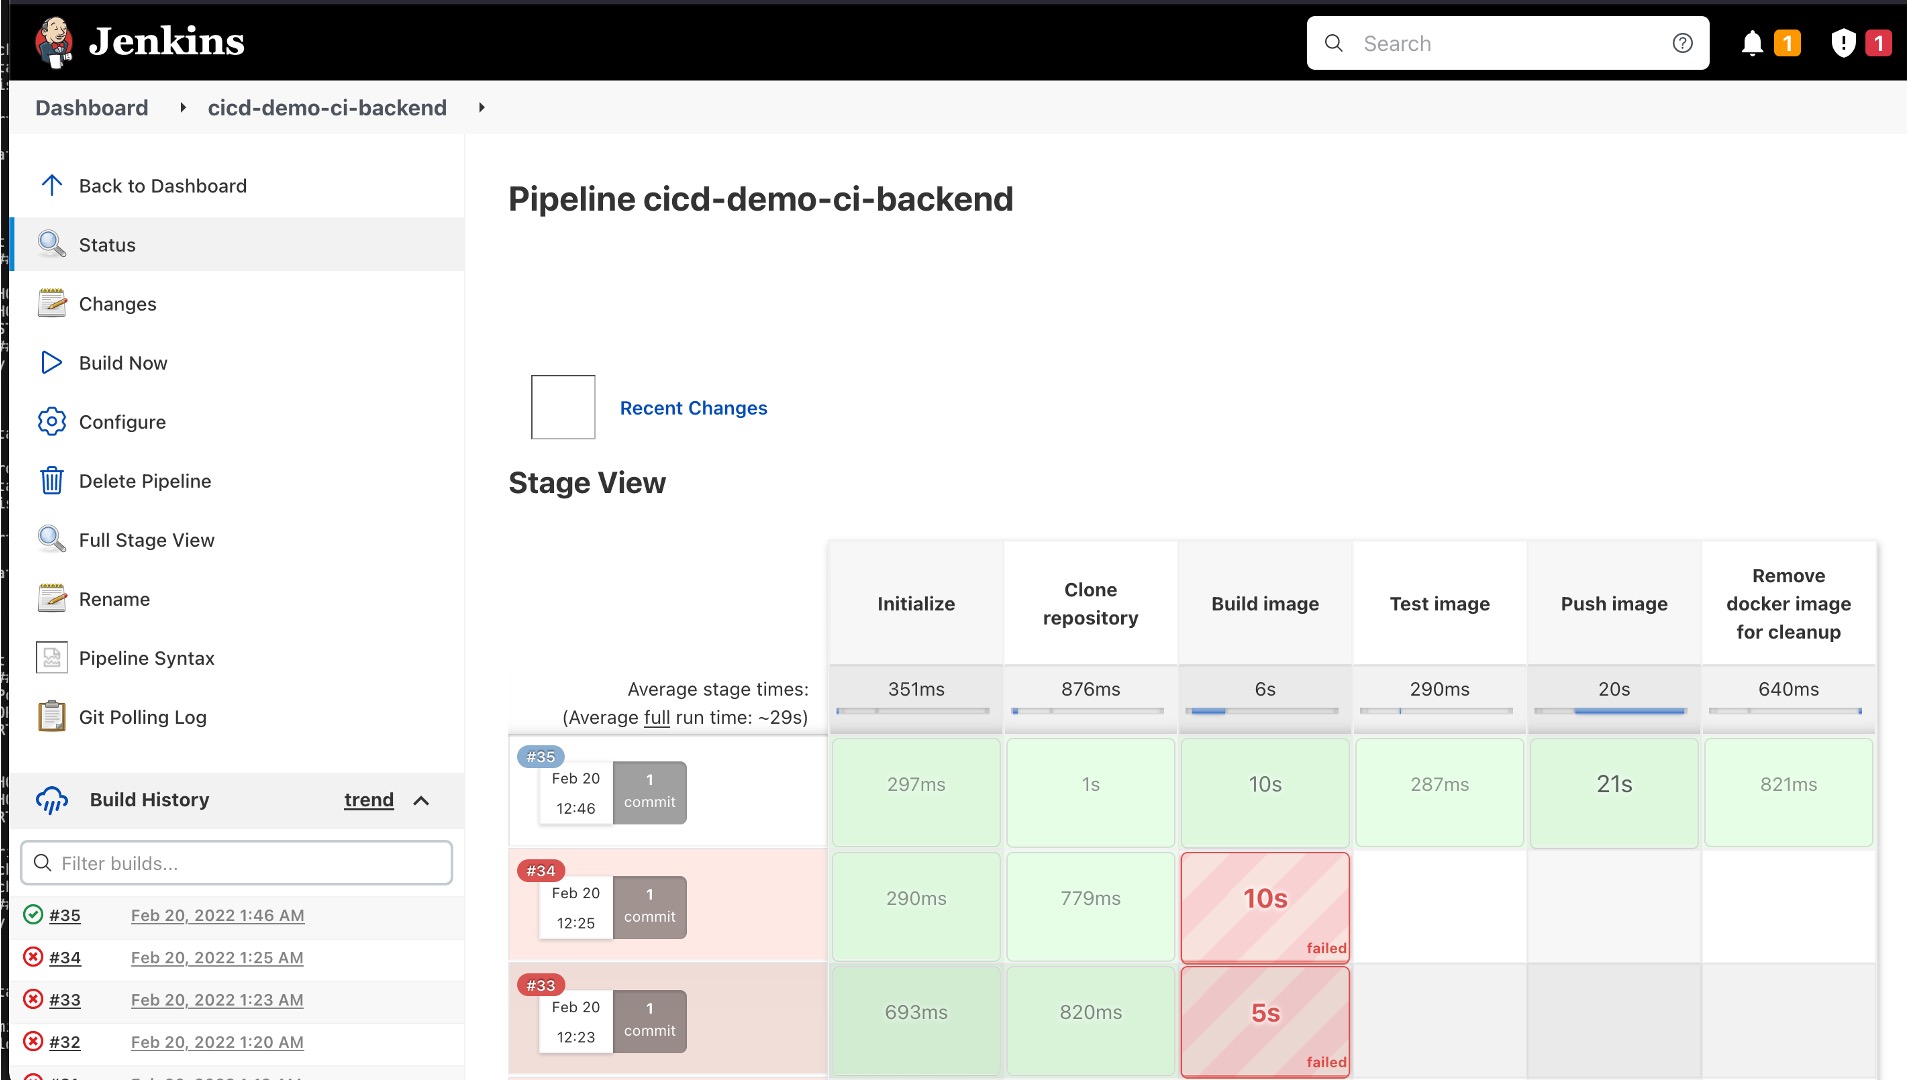 Jenkins
Search
1
1
Dashboard
cicd-demo-ci-backend
Back to Dashboard
Status
Changes
Build Now
Configure
Delete Pipeline
Full Stage View
Rename
Pipeline Syntax
Git Polling Log
Build History
trend
Filter builds...
#35 Feb 20, 2022 1:46 AM
#34 Feb 20, 2022 1:25 AM
#33 Feb 20, 2022 1:23 AM
#32 Feb 20, 2022 1:20 AM
Pipeline cicd-demo-ci-backend
Recent Changes
Stage View
Initialize
Clone
repository
Build image
Test image
Push image
Remove
docker image
for cleanup
Average stage times:
(Average full run time: ~29s)
351ms
876ms
6s
290ms
20s
640ms
#35
Feb 20
12:46
1
commit
297ms
1s
10s
287ms
21s
821ms
#34
Feb 20
12:25
1
commit
290ms
779ms
10s
failed
#33
Feb 20
12:23
1
commit
693ms
820ms
5s
failed